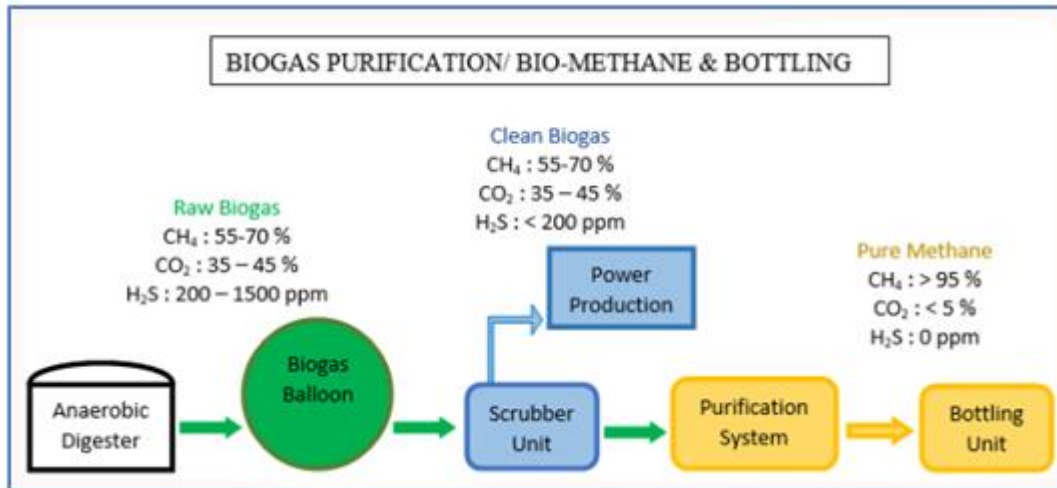 BIOGAS PURIFICATION/ BIO-METHANE & BOTTLING
Clean Biogas
CH₄ : 55-70 %
CO₂ : 35 – 45 %
H₂S : < 200 ppm
Raw Biogas
CH₄ : 55-70 %
CO₂ : 35 – 45 %
H₂S : 200 – 1500 ppm
Pure Methane
CH₄ : > 95 %
CO₂ : < 5 %
H₂S : 0 ppm
Power
Production
Biogas
Balloon
Anaerobic
Digester
Scrubber
Unit
Purification
System
Bottling
Unit